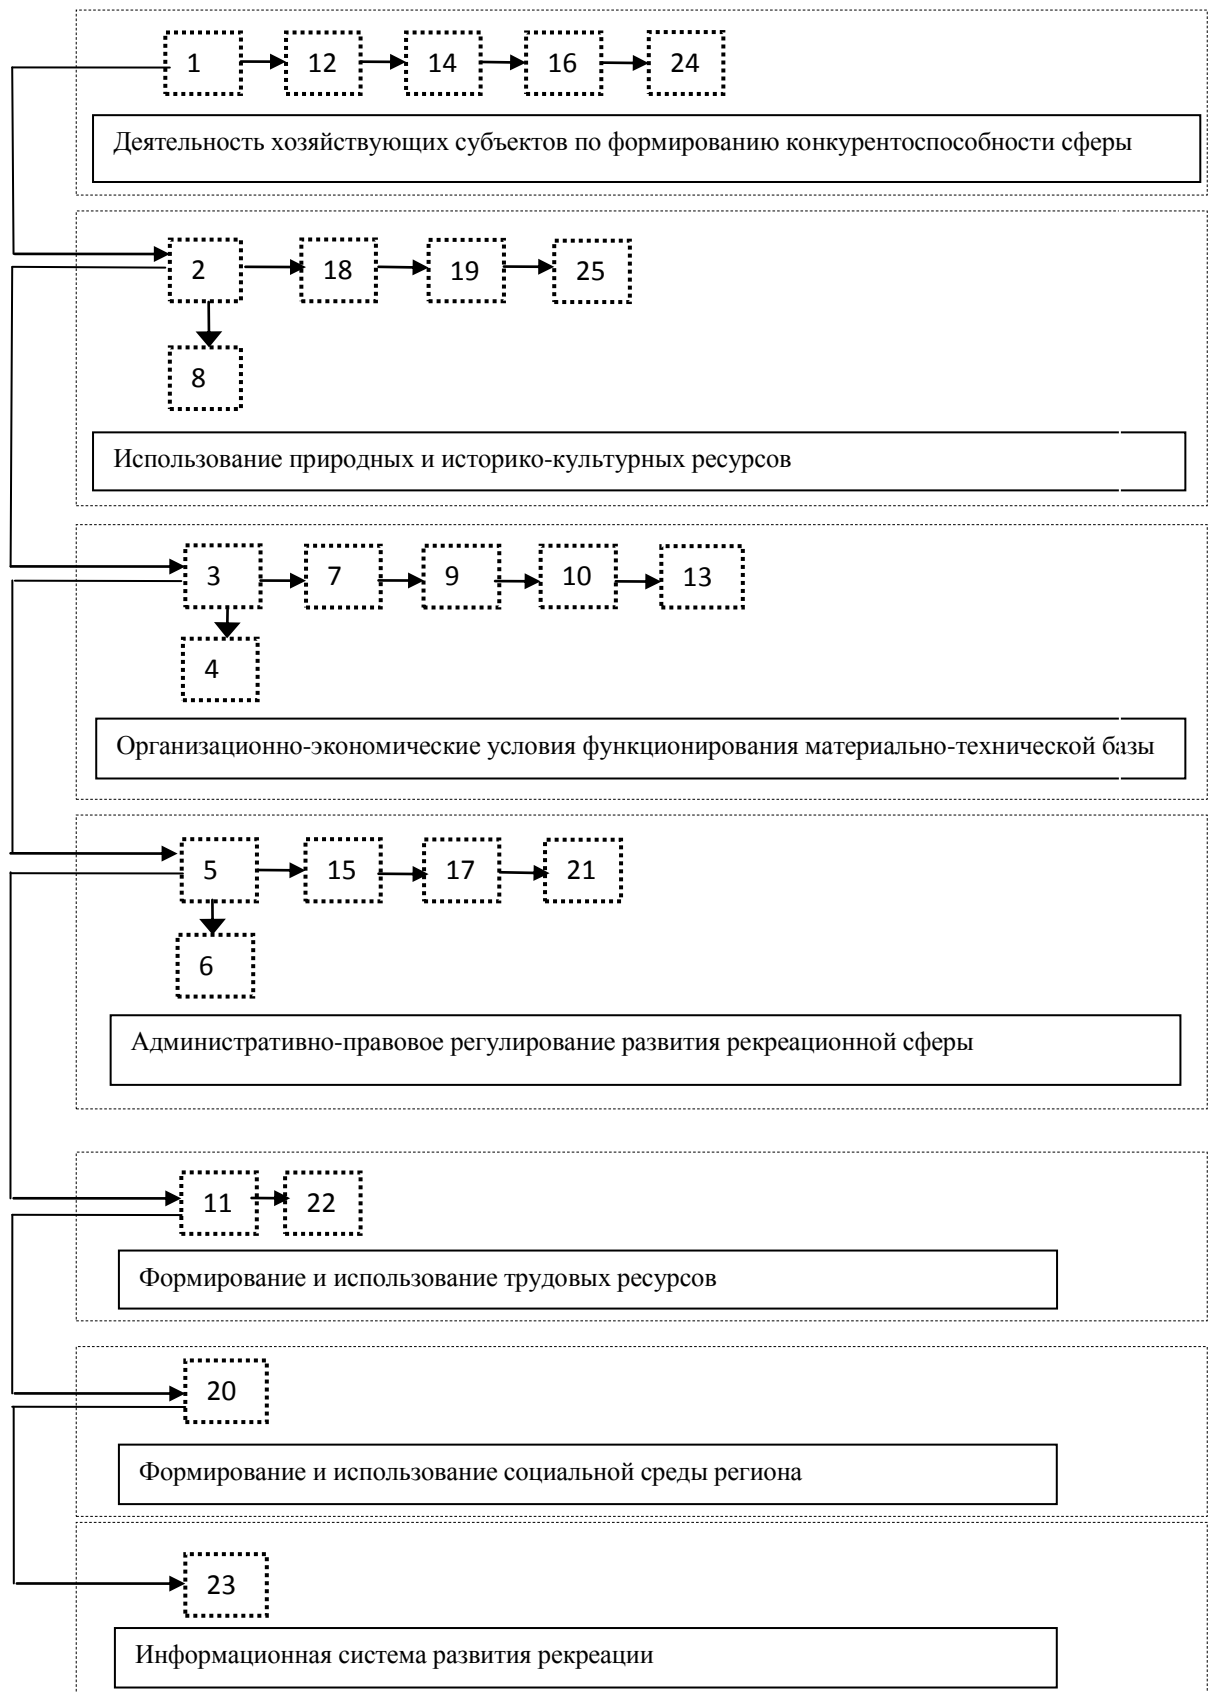 1 12 14 16 24
Деятельность хозяйствующих субъектов по формированию конкурентоспособности сферы
2 18 19 25
8
Использование природных и историко-культурных ресурсов
3 7 9 10 13
4
Организационно-экономические условия функционирования материально-технической базы
5 15 17 21
6
Административно-правовое регулирование развития рекреационной сферы
11 22
Формирование и использование трудовых ресурсов
20
Формирование и использование социальной среды региона
23
Информационная система развития рекреации